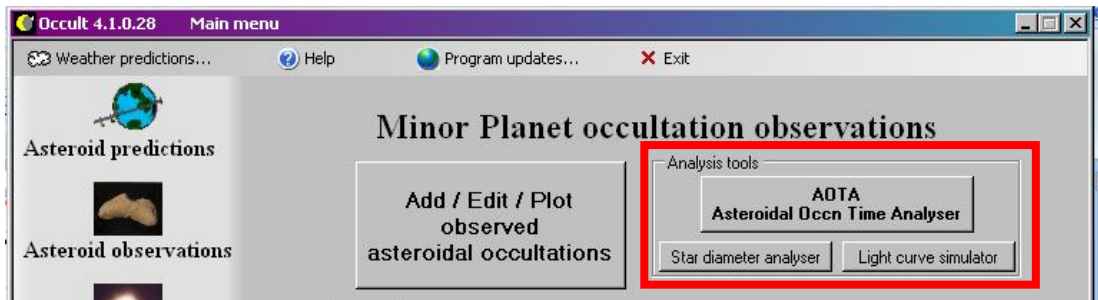 Occult 4.1.0.28 Main menu
Weather predictions... Help Program updates... Exit
Minor Planet occultation observations
Asteroid predictions
Asteroid observations
Add / Edit / Plot
observed
asteroidal occultations
Analysis tools
AOTA
Asteroidal Occn Time Analyser
Star diameter analyser Light curve simulator